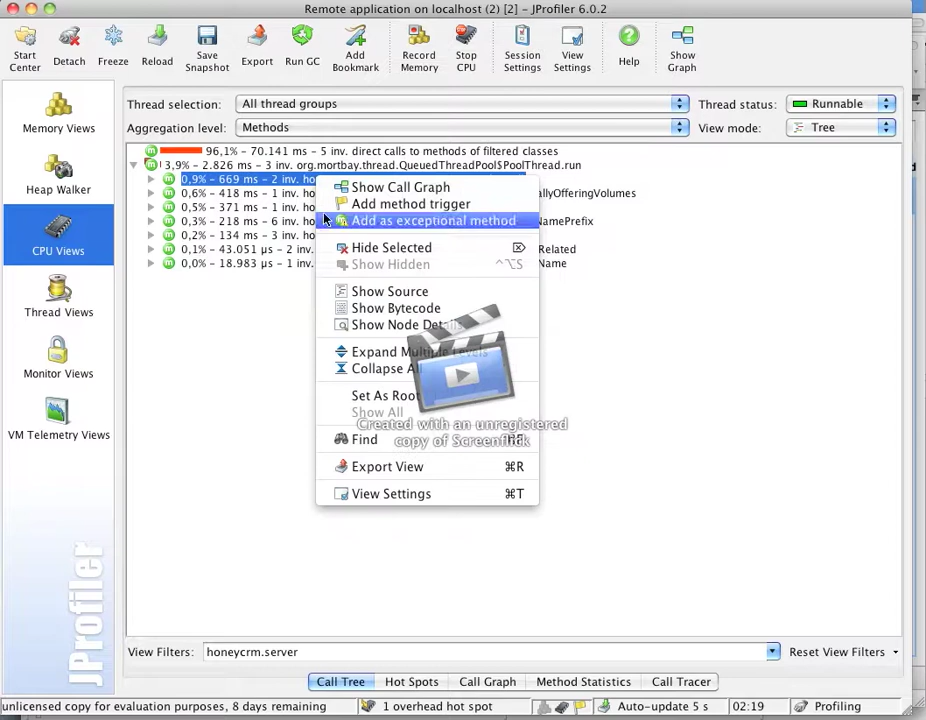 Remote application on localhost (2) [2] – JProfiler 6.0.2
Start Center
Detach
Freeze
Reload
Save Snapshot
Export
Run GC
Add Bookmark
Record Memory
Stop CPU
Session Settings
View Settings
Help
Show Graph
Memory Views
Heap Walker
CPU Views
Thread Views
Monitor Views
VM Telemetry Views
JProfiler
Thread selection: All thread groups Thread status: Runnable
Aggregation level: Methods View mode: Tree
96,1% – 70.141 ms – 5 inv. direct calls to methods of filtered classes
3,9% – 2.826 ms – 3 inv. org.mortbay.thread.QueuedThreadPool$PoolThread.run
0,9% – 669 ms – 2 inv. ho
0,6% – 418 ms – 1 inv. allyOfferingVolumes
0,5% – 371 ms – 1 inv.
0,3% – 218 ms – 6 inv. NamePrefix
0,2% – 134 ms – 3 inv.
0,1% – 43.051 µs – 2 inv. Related
0,0% – 18.983 µs – 1 inv. Name
Show Call Graph
Add method trigger
Add as exceptional method
Hide Selected
Show Hidden ^⌥S
Show Source
Show Bytecode
Show Node Details
Expand Multiple Levels
Collapse All
Set As Root
Show All
Find ⌘F
Export View ⌘R
View Settings ⌘T
Created with an unregistered
copy of Screenflick
View Filters: honeycrm.server Reset View Filters
Call Tree Hot Spots Call Graph Method Statistics Call Tracer
unlicensed copy for evaluation purposes, 8 days remaining 1 overhead hot spot Auto-update 5 s 02:19 Profiling